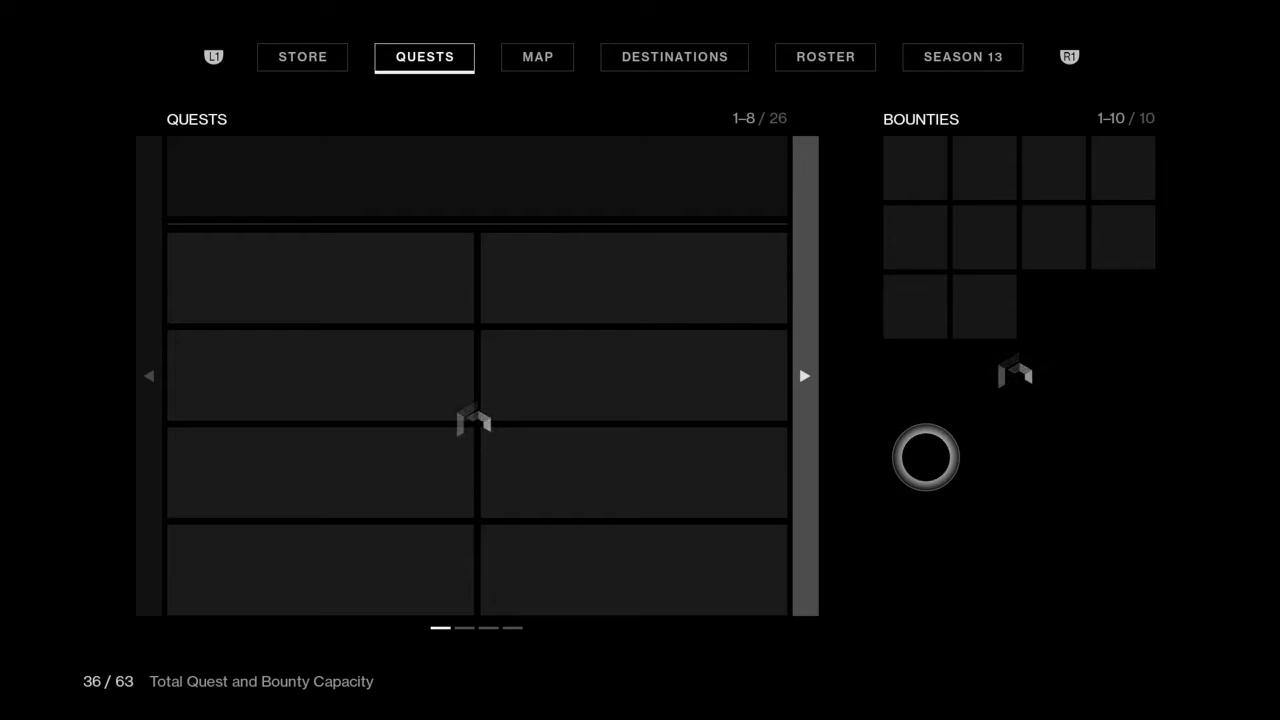 L1 STORE QUESTS MAP DESTINATIONS ROSTER SEASON 13 R1
QUESTS 1–8 / 26
BOUNTIES 1–10 / 10
36 / 63 Total Quest and Bounty Capacity